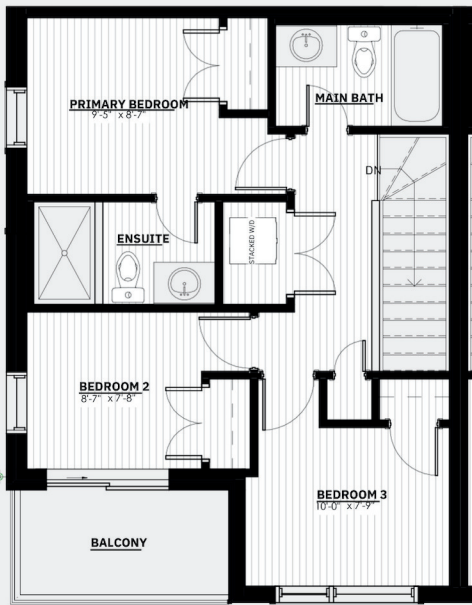 PRIMARY BEDROOM
9'-5" x 8'-7"
MAIN BATH
DN
ENSUITE
STACKED W/D
BEDROOM 2
8'-7" x 7'-8"
BEDROOM 3
10'-0" x 7'-9"
BALCONY